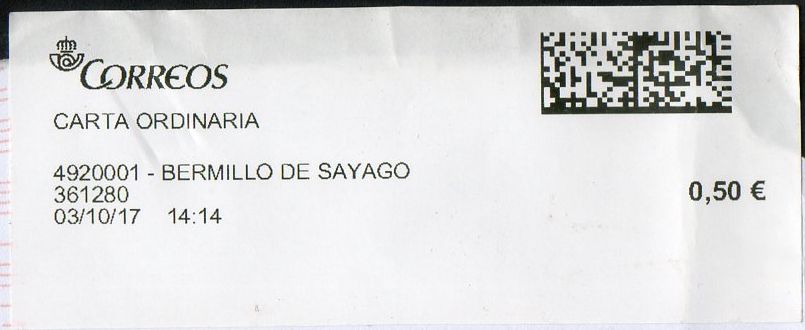 CORREOS
CARTA ORDINARIA
4920001 - BERMILLO DE SAYAGO
361280
0,50 €
03/10/17 14:14